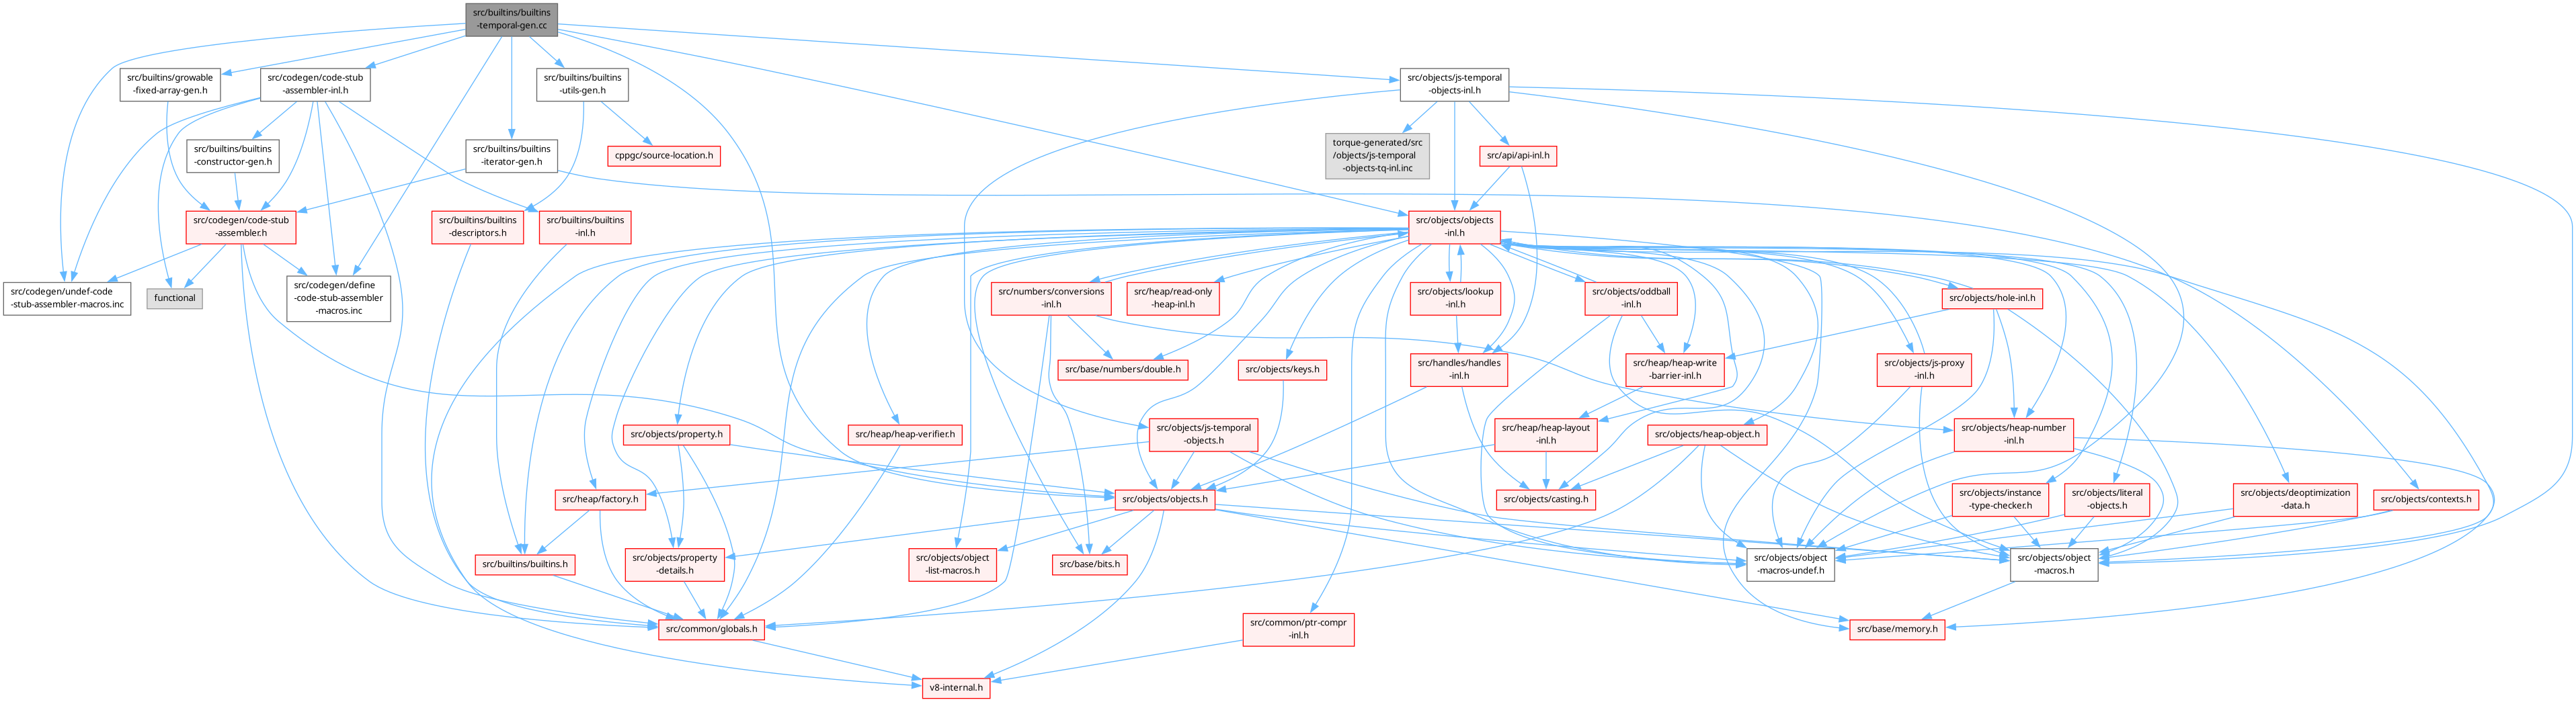 src/builtins/builtins
-temporal-gen.cc
src/builtins/growable
-fixed-array-gen.h
src/codegen/code-stub
-assembler-inl.h
src/builtins/builtins
-utils-gen.h
src/objects/js-temporal
-objects-inl.h
src/builtins/builtins
-constructor-gen.h
src/builtins/builtins
-iterator-gen.h
cppgc/source-location.h
torque-generated/src
/objects/js-temporal
-objects-tq-inl.inc
src/api/api-inl.h
src/codegen/code-stub
-assembler.h
src/builtins/builtins
-descriptors.h
src/builtins/builtins
-inl.h
src/objects/objects
-inl.h
src/codegen/undef-code
-stub-assembler-macros.inc
functional
src/codegen/define
-code-stub-assembler
-macros.inc
src/numbers/conversions
-inl.h
src/heap/read-only
-heap-inl.h
src/objects/lookup
-inl.h
src/objects/oddball
-inl.h
src/objects/hole-inl.h
src/base/numbers/double.h
src/objects/keys.h
src/handles/handles
-inl.h
src/heap/heap-write
-barrier-inl.h
src/objects/js-proxy
-inl.h
src/objects/property.h
src/heap/heap-verifier.h
src/objects/js-temporal
-objects.h
src/heap/heap-layout
-inl.h
src/objects/heap-object.h
src/objects/heap-number
-inl.h
src/heap/factory.h
src/objects/objects.h
src/objects/casting.h
src/objects/instance
-type-checker.h
src/objects/literal
-objects.h
src/objects/deoptimization
-data.h
src/objects/contexts.h
src/builtins/builtins.h
src/objects/property
-details.h
src/objects/object
-list-macros.h
src/base/bits.h
src/objects/object
-macros-undef.h
src/objects/object
-macros.h
src/common/globals.h
src/common/ptr-compr
-inl.h
src/base/memory.h
v8-internal.h